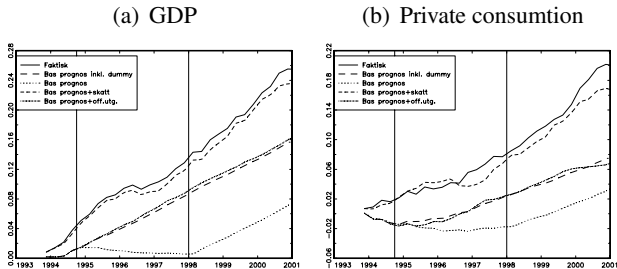 (a) GDP
(b) Private consumtion
0.28
0.24
0.20
0.16
0.12
0.08
0.04
0.00
Faktisk
Bas prognos inkl. dummy
Bas prognos
Bas prognos+skatt
Bas prognos+off.utg.
1993 1994 1995 1996 1997 1998 1999 2000 2001
0.22
0.18
0.14
0.10
0.06
0.02
-0.02
-0.06
Faktisk
Bas prognos inkl. dummy
Bas prognos
Bas prognos+skatt
Bas prognos+off.utg.
1993 1994 1995 1996 1997 1998 1999 2000 2001